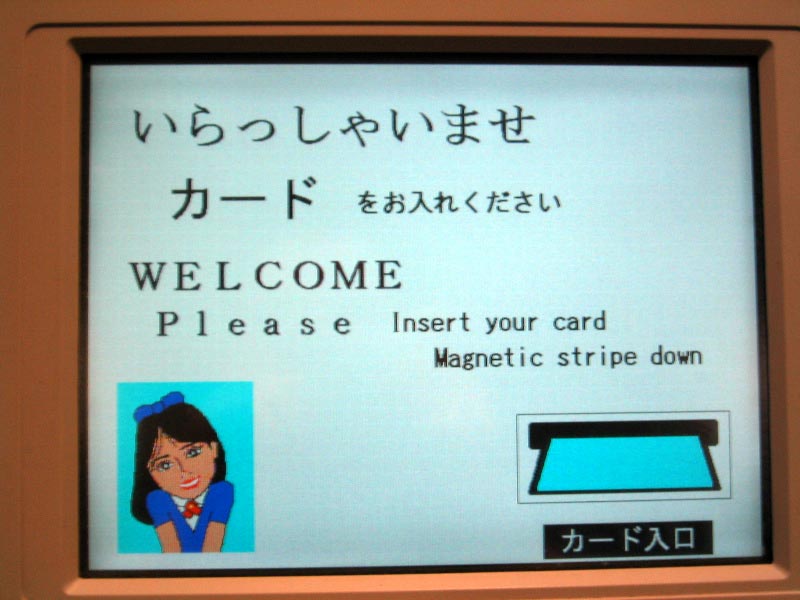 いらっしゃいませ
カード をお入れください
WELCOME
Please Insert your card
Magnetic stripe down
カード入口